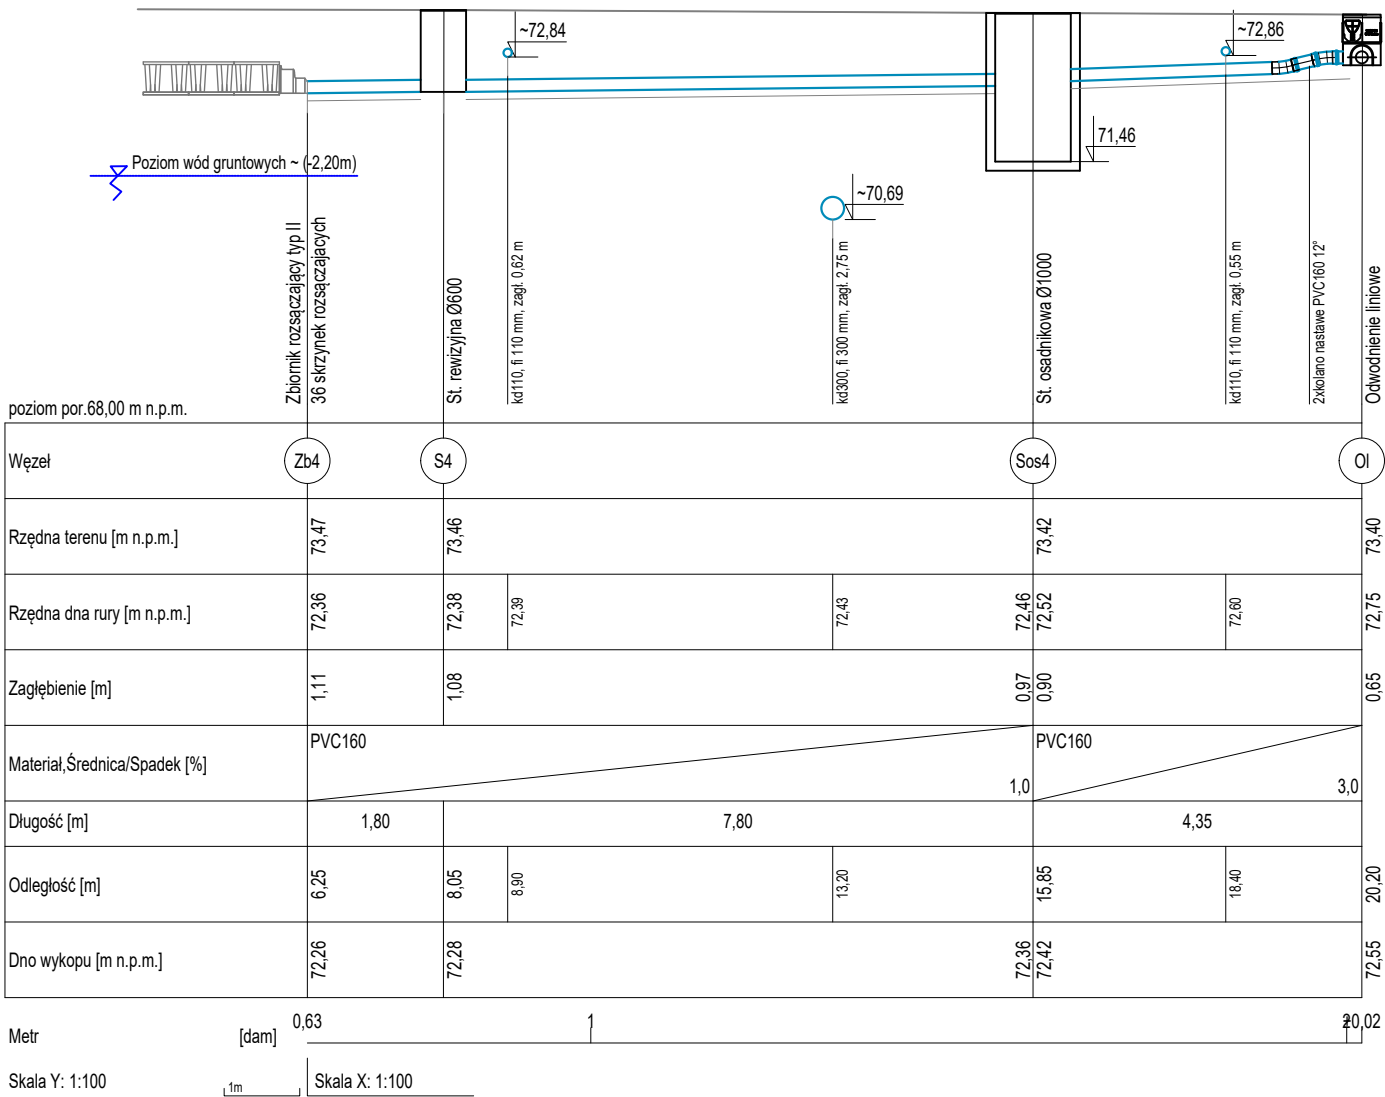 ~72,84
~72,86
71,46
Poziom wód gruntowych ~ (-2,20m)
~70,69
Zbiornik rozsączający typ II
36 skrzynek rozsączajacych
St. rewizyjna Ø600
kd110, fi 110 mm, zagł. 0,62 m
kd300, fi 300 mm, zagł. 2,75 m
St. osadnikowa Ø1000
kd110, fi 110 mm, zagł. 0,55 m
2xkolano nastawe PVC160 12°
Odwodnienie liniowe
poziom por.68,00 m n.p.m.
Węzeł Zb4 S4 Sos4 Ol
Rzędna terenu [m n.p.m.] 73,47 73,46 73,42 73,40
Rzędna dna rury [m n.p.m.] 72,36 72,38 72,39 72,43 72,46 72,52 72,60 72,75
Zagłębienie [m] 1,11 1,08 0,97 0,90 0,65
PVC160 PVC160
Materiał,Średnica/Spadek [%]
1,0 3,0
Długość [m] 1,80 7,80 4,35
Odległość [m] 6,25 8,05 8,90 13,20 15,85 18,40 20,20
Dno wykopu [m n.p.m.] 72,26 72,28 72,36 72,42 72,55
0,63 1
Metr [dam]
Skala Y: 1:100 1m Skala X: 1:100